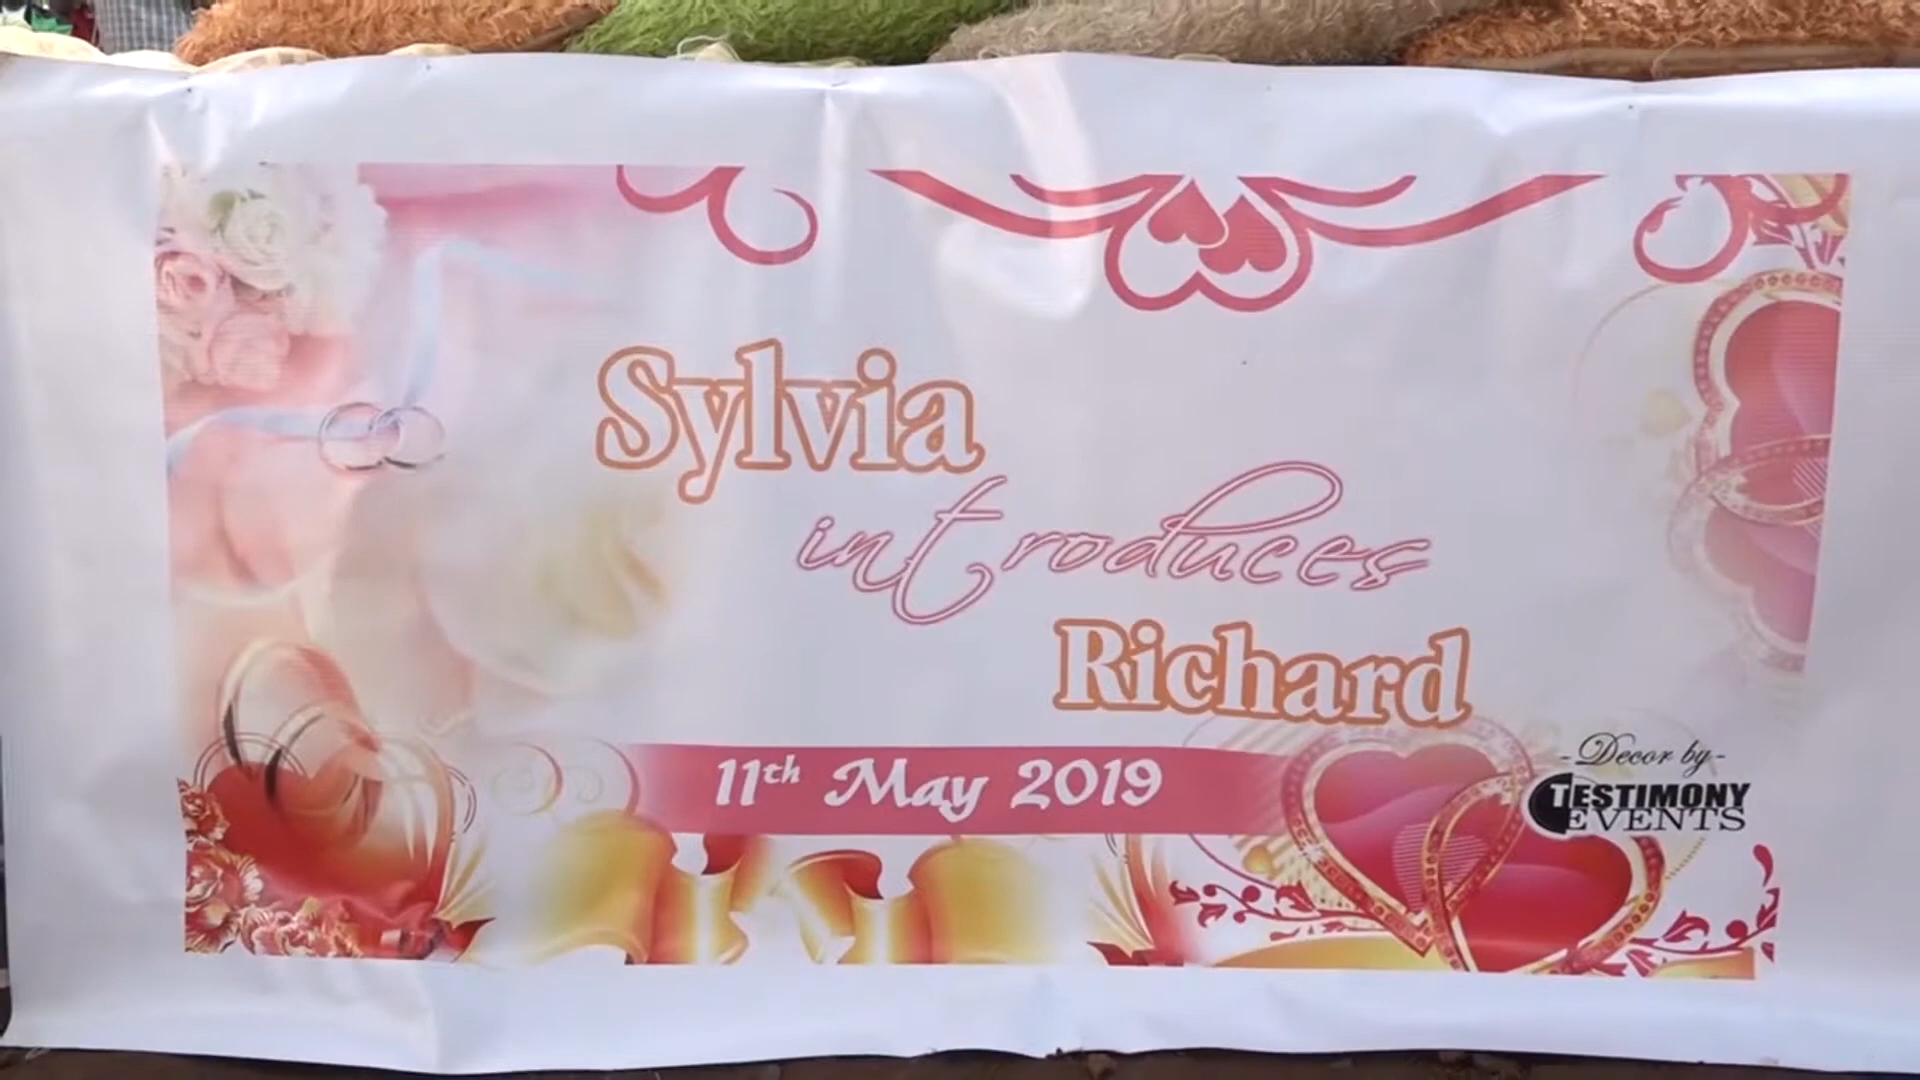 Sylvia
introduces
Richard
11th May 2019
-Decor by-
TESTIMONY
EVENTS